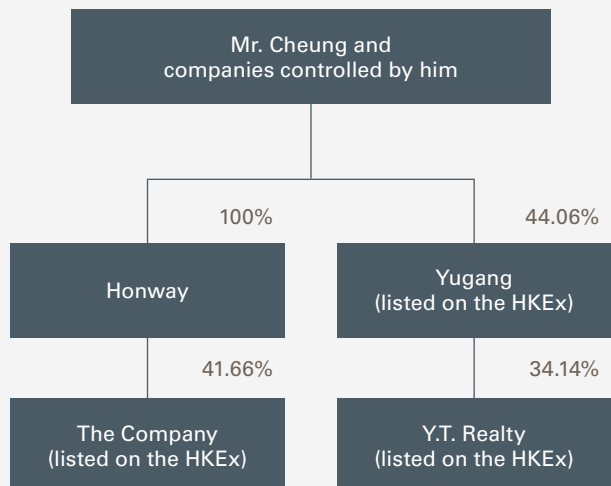 Mr. Cheung and
companies controlled by him
100%
44.06%
Honway
Yugang
(listed on the HKEx)
41.66%
34.14%
The Company
(listed on the HKEx)
Y.T. Realty
(listed on the HKEx)